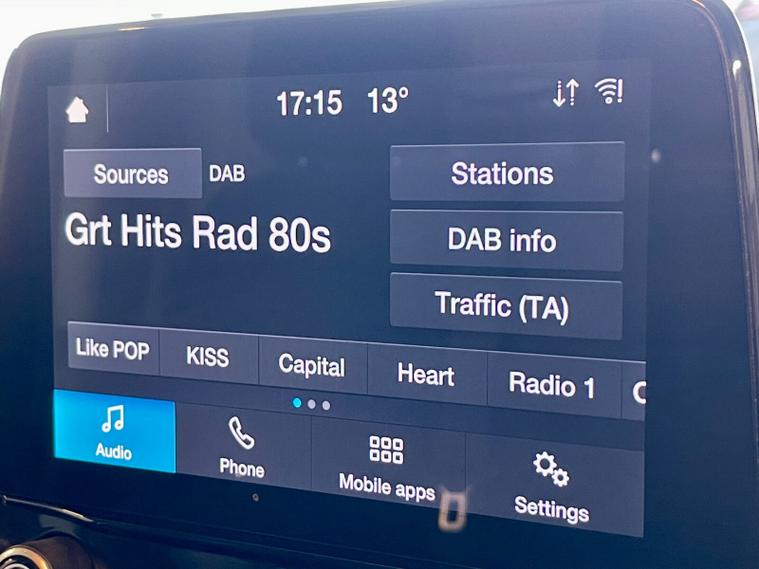 17:15 13°
Sources DAB Stations
Grt Hits Rad 80s DAB info
Traffic (TA)
Like POP KISS Capital Heart Radio 1
Audio Phone Mobile apps Settings